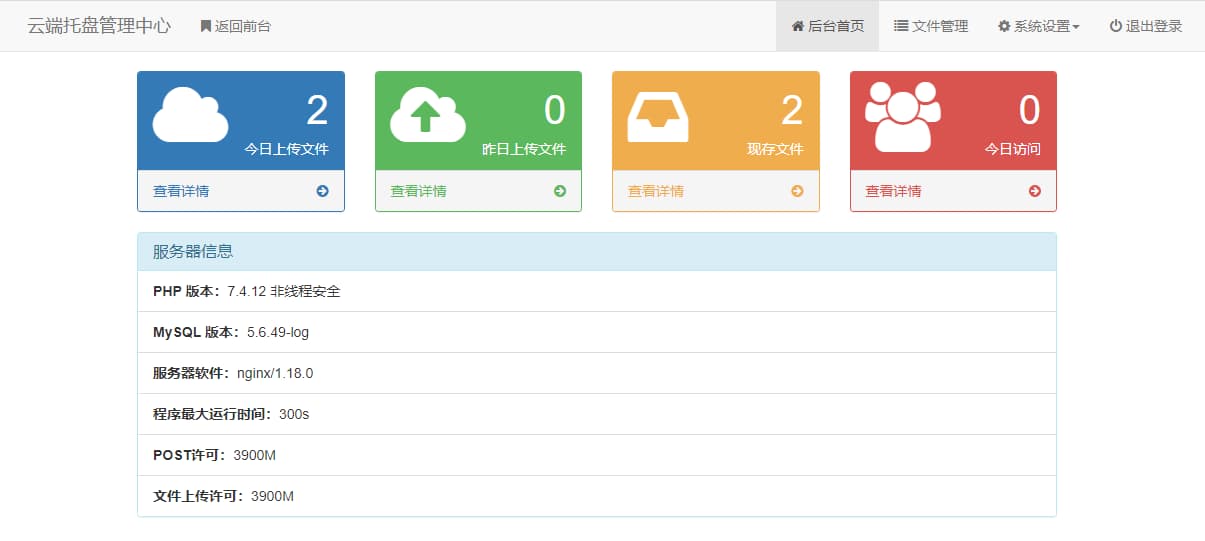 云端托盘管理中心 返回前台 后台首页 文件管理 系统设置 退出登录
2 0 2 0
今日上传文件 昨日上传文件 现存文件 今日访问
查看详情 查看详情 查看详情 查看详情
服务器信息
PHP 版本：7.4.12 非线程安全
MySQL 版本：5.6.49-log
服务器软件：nginx/1.18.0
程序最大运行时间：300s
POST许可：3900M
文件上传许可：3900M